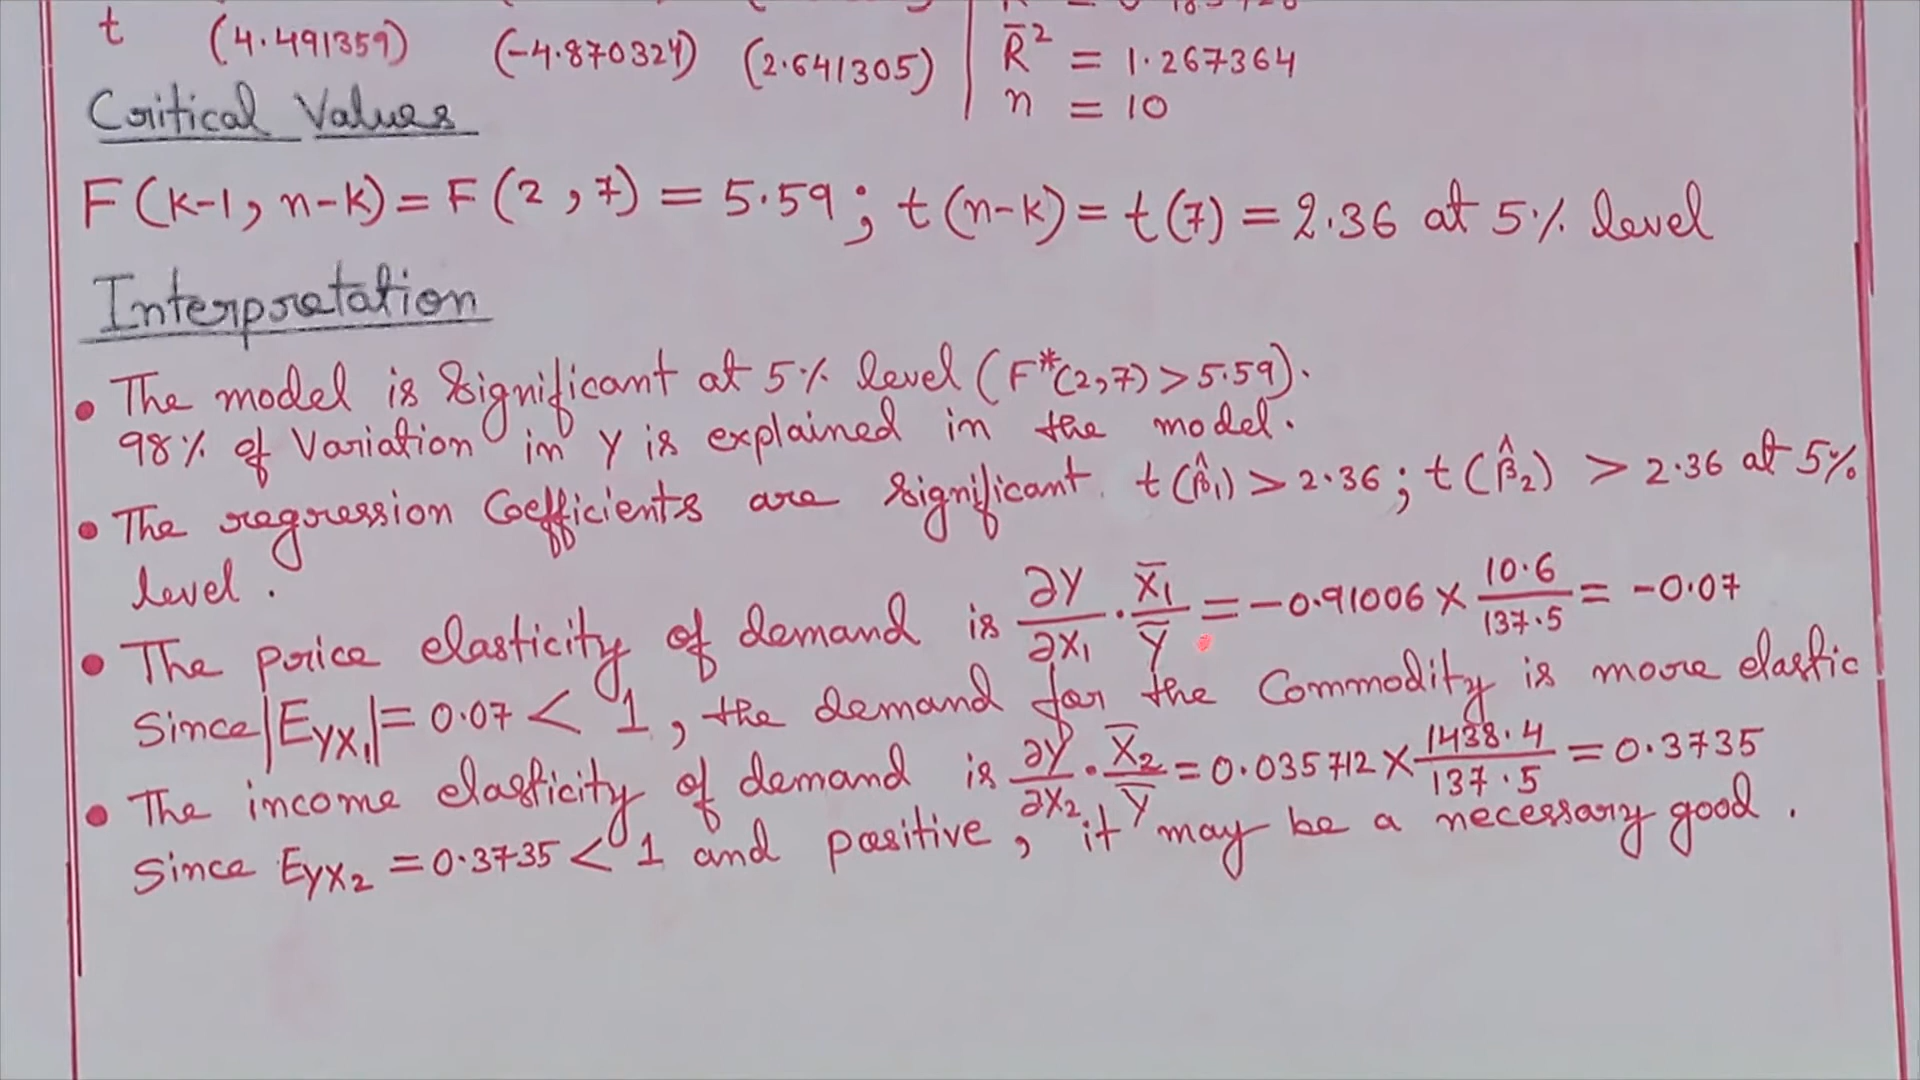 t (4.491359) (-4.870324) (2.641305)
R̄² = 1.267364
n = 10
Critical Values
F(k-1, n-k) = F(2, 7) = 5.59; t(n-k) = t(7) = 2.36 at 5% level
Interpretation
• The model is significant at 5% level (F*(2,7) > 5.59).
98% of Variation in Y is explained in the model.
• The regression Coefficients are significant. t(β̂₁) > 2.36; t(β̂₂) > 2.36 at 5%
level.
• The price elasticity of demand is ∂Y/∂X₁ · X̄₁/Ȳ = -0.91006 × 10.6/137.5 = -0.07
Since |EYX₁| = 0.07 < 1, the demand for the Commodity is more elastic
• The income elasticity of demand is ∂Y/∂X₂ · X̄₂/Ȳ = 0.035712 × 1438.4/137.5 = 0.3735
Since EYX₂ = 0.3735 < 1 and positive, it may be a necessary good.